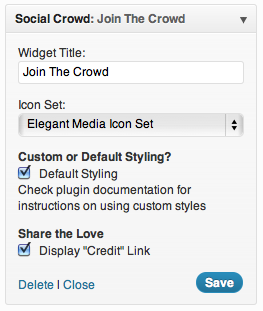 Social Crowd: Join The Crowd
Widget Title:
Join The Crowd
Icon Set:
Elegant Media Icon Set
Custom or Default Styling?
Default Styling
Check plugin documentation for
instructions on using custom styles
Share the Love
Display "Credit" Link
Delete | Close
Save